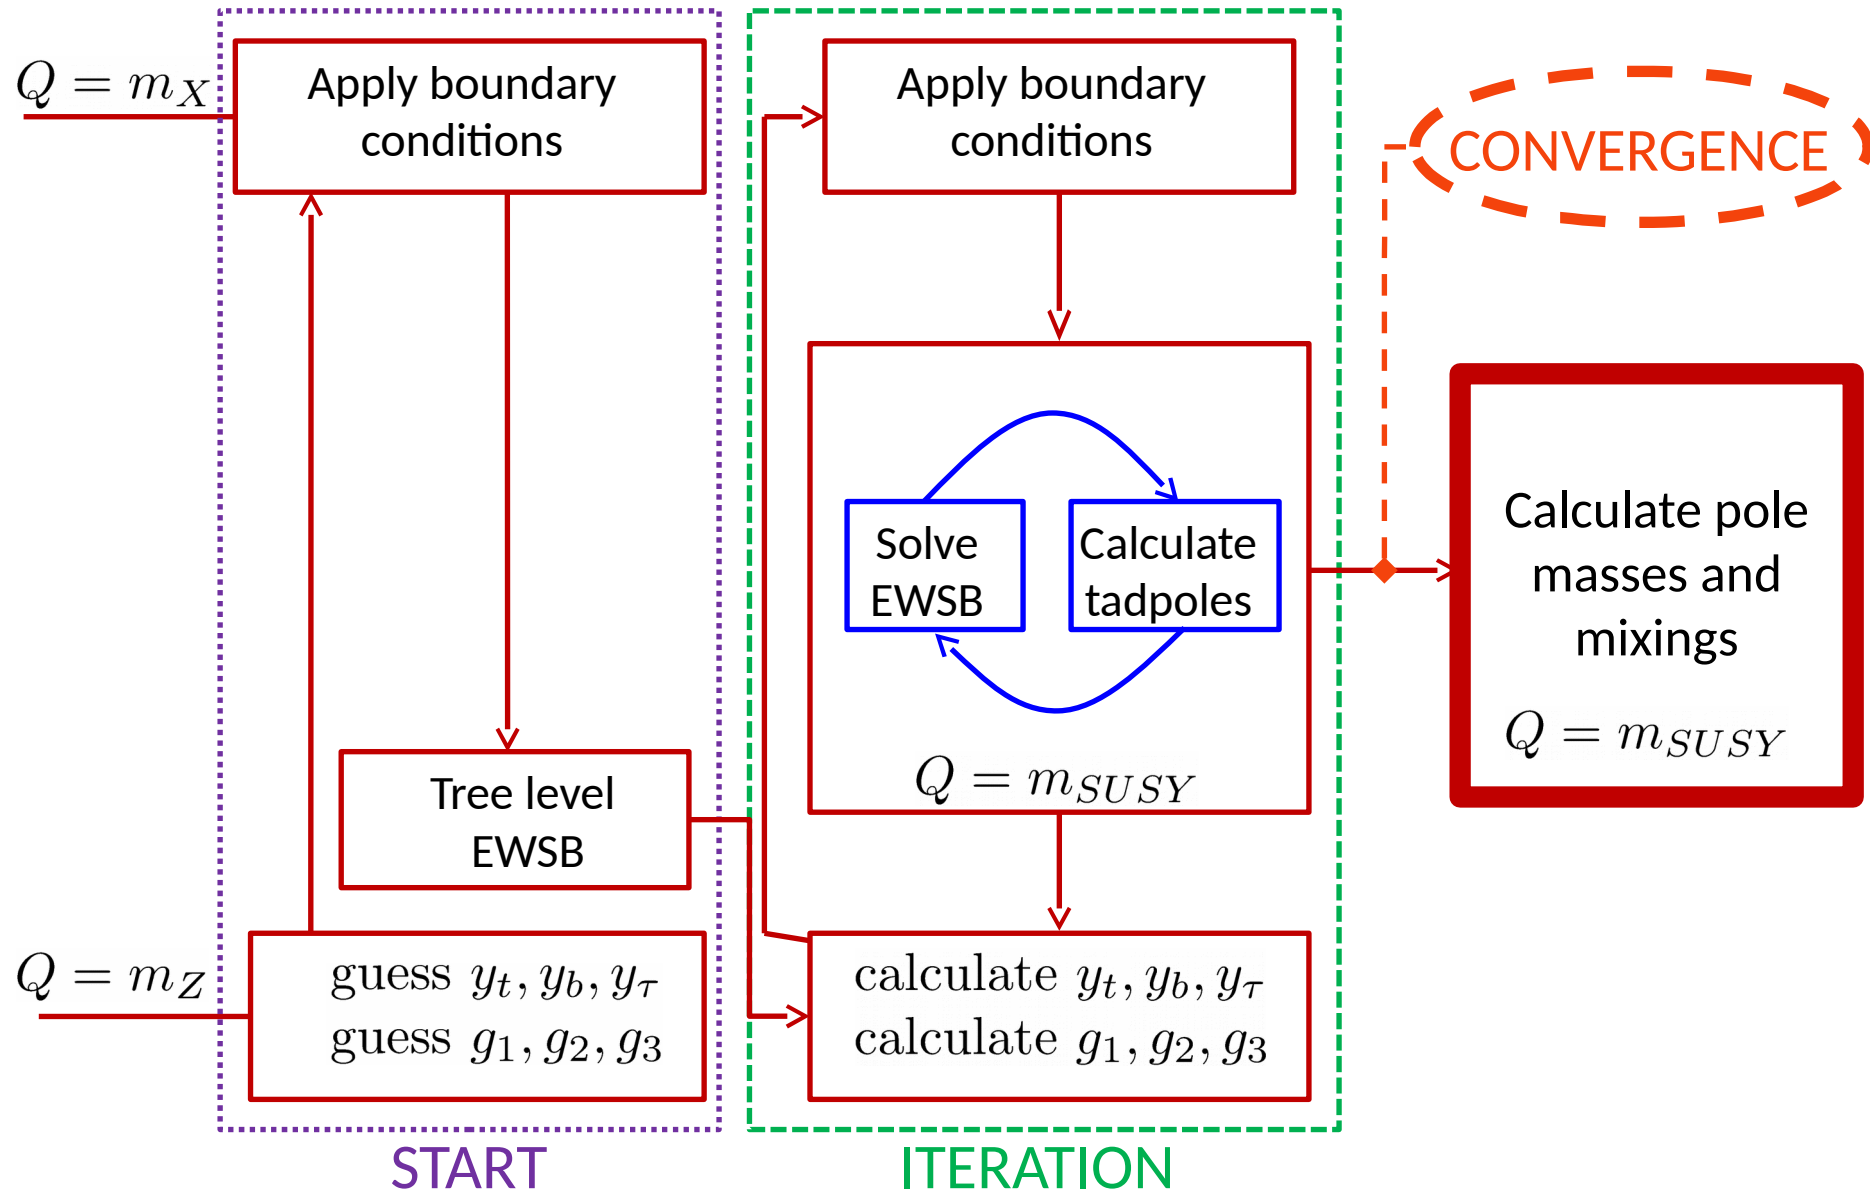 Q = m_X
Apply boundary
conditions
Apply boundary
conditions
CONVERGENCE
Solve
EWSB
Calculate
tadpoles
Q = m_{SUSY}
Calculate pole
masses and
mixings
Q = m_{SUSY}
Tree level
EWSB
Q = m_Z
guess y_t, y_b, y_τ
guess g_1, g_2, g_3
calculate y_t, y_b, y_τ
calculate g_1, g_2, g_3
START
ITERATION